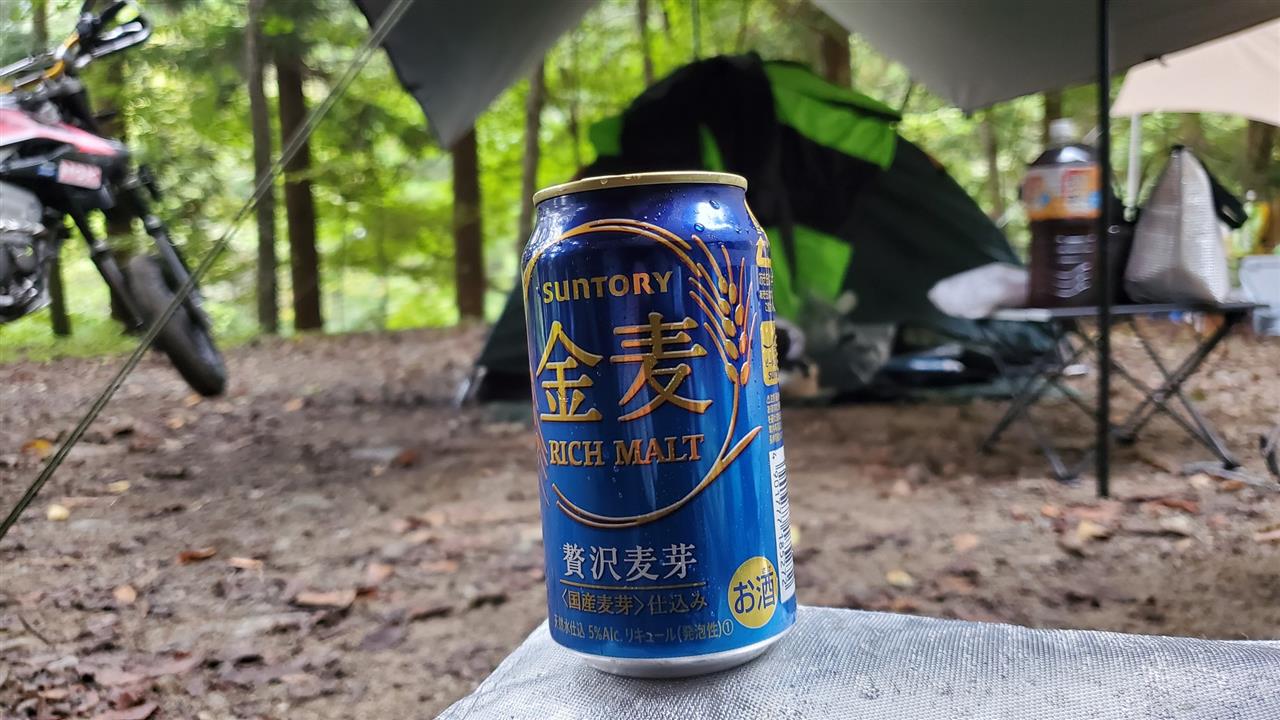 SUNTORY
金麦
RICH MALT
贅沢麦芽
〈国産麦芽〉仕込み
お酒
天然水仕込 5%Alc. リキュール(発泡性)①